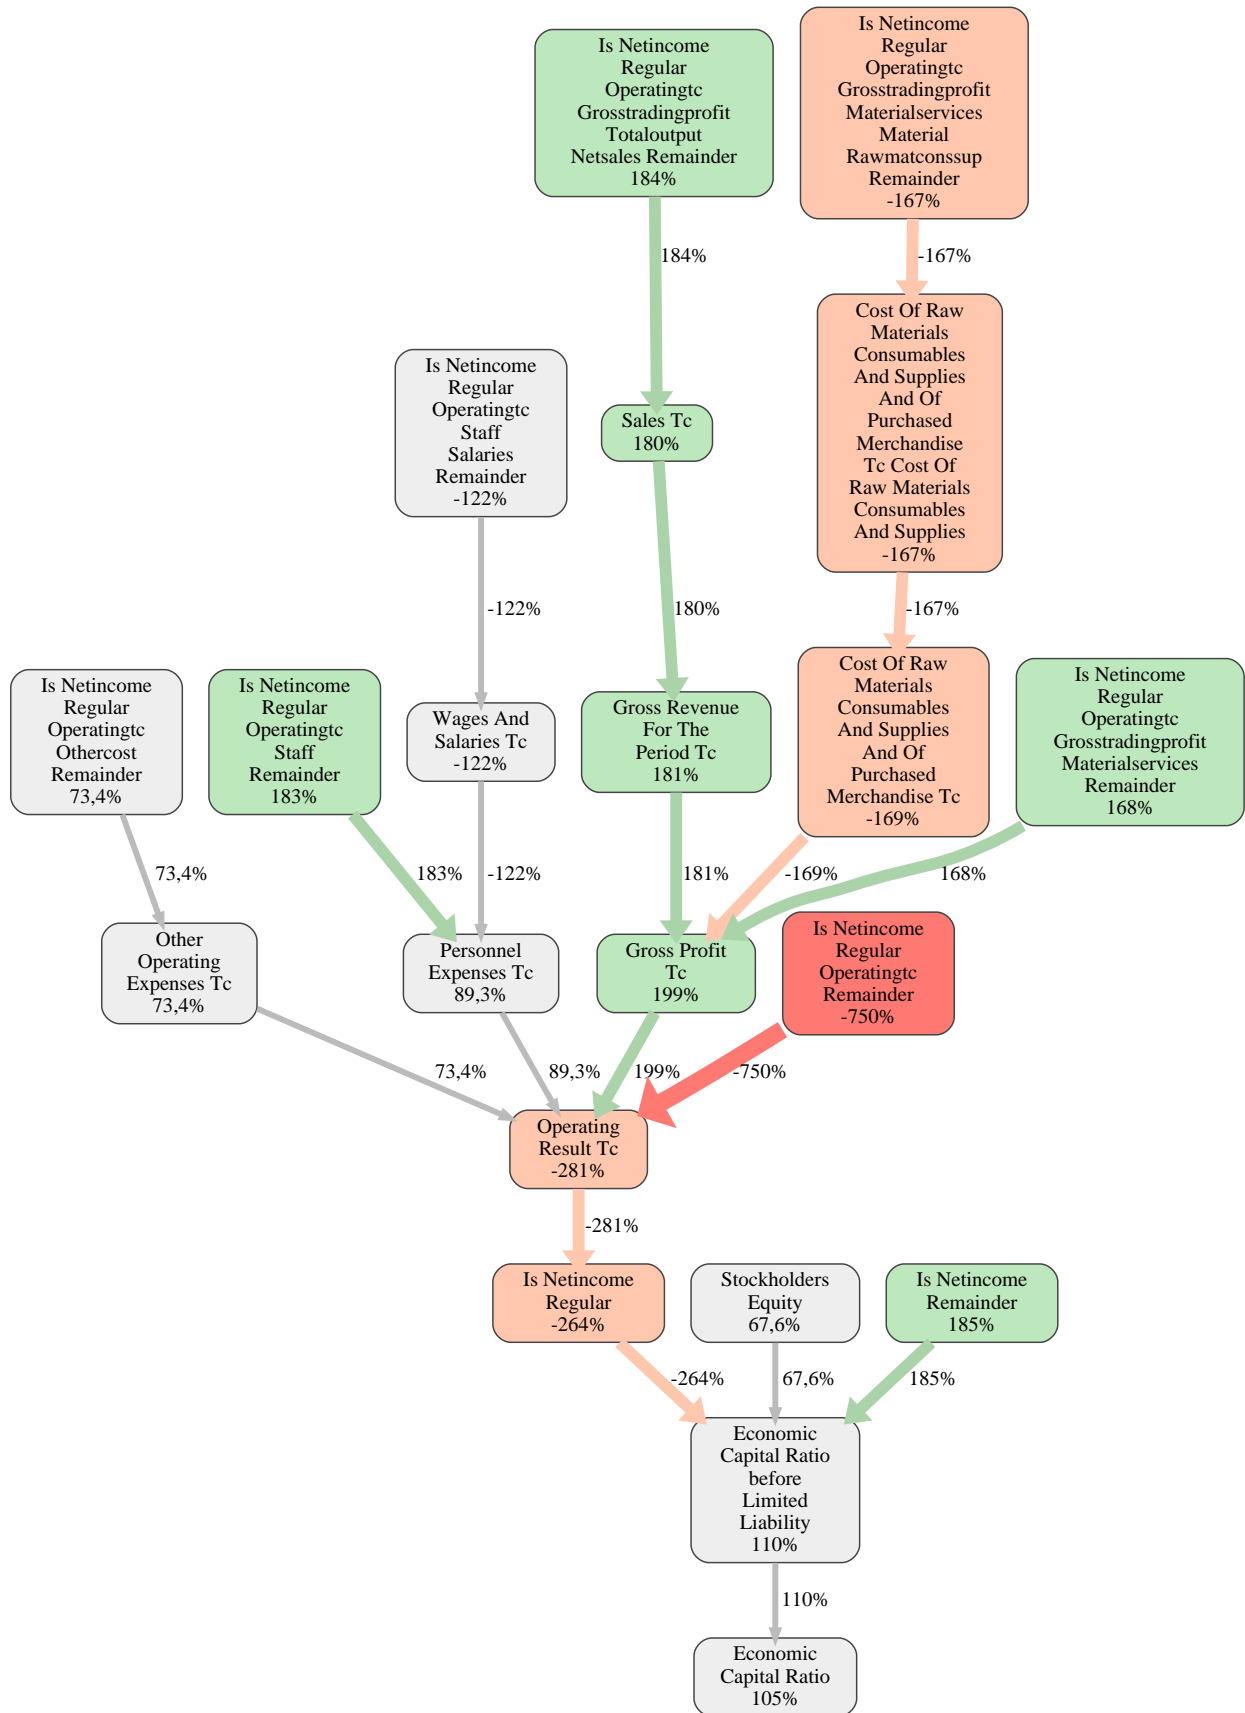 Is Netincome
Regular
Operatingtc
Grosstradingprofit
Totaloutput
Netsales Remainder
184%
Is Netincome
Regular
Operatingtc
Grosstradingprofit
Materialservices
Material
Rawmatconssup
Remainder
-167%
184%
-167%
Cost Of Raw
Materials
Consumables
And Supplies
And Of
Purchased
Merchandise
Tc Cost Of
Raw Materials
Consumables
And Supplies
-167%
Is Netincome
Regular
Operatingtc
Staff
Salaries
Remainder
-122%
Sales Tc
180%
-122%
180%
-167%
Is Netincome
Regular
Operatingtc
Othercost
Remainder
73,4%
Is Netincome
Regular
Operatingtc
Staff
Remainder
183%
Wages And
Salaries Tc
-122%
Gross Revenue
For The
Period Tc
181%
Cost Of Raw
Materials
Consumables
And Supplies
And Of
Purchased
Merchandise Tc
-169%
Is Netincome
Regular
Operatingtc
Grosstradingprofit
Materialservices
Remainder
168%
73,4%
183%
-122%
181%
-169%
168%
Other
Operating
Expenses Tc
73,4%
Personnel
Expenses Tc
89,3%
Gross Profit
Tc
199%
Is Netincome
Regular
Operatingtc
Remainder
-750%
73,4%
89,3%
199%
-750%
Operating
Result Tc
-281%
-281%
Is Netincome
Regular
-264%
Stockholders
Equity
67,6%
Is Netincome
Remainder
185%
-264%
67,6%
185%
Economic
Capital Ratio
before
Limited
Liability
110%
110%
Economic
Capital Ratio
105%